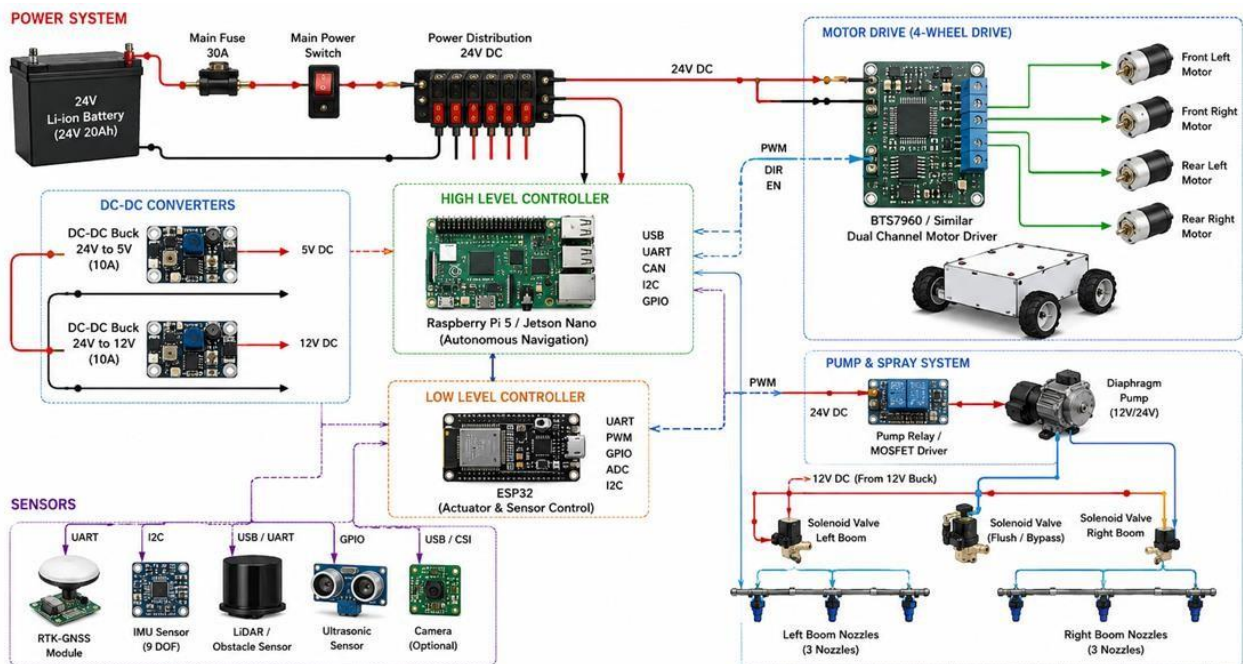 POWER SYSTEM
Main Fuse
30A
Main Power
Switch
Power Distribution
24V DC
24V
Li-ion Battery
(24V 20Ah)
24V DC
MOTOR DRIVE (4-WHEEL DRIVE)
Front Left
Motor
Front Right
Motor
Rear Left
Motor
Rear Right
Motor
PWM
DIR
EN
BTS7960 / Similar
Dual Channel Motor Driver
DC-DC CONVERTERS
DC-DC Buck
24V to 5V
(10A)
5V DC
DC-DC Buck
24V to 12V
(10A)
12V DC
HIGH LEVEL CONTROLLER
USB
UART
CAN
I2C
GPIO
Raspberry Pi 5 / Jetson Nano
(Autonomous Navigation)
LOW LEVEL CONTROLLER
UART
PWM
GPIO
ADC
I2C
ESP32
(Actuator & Sensor Control)
PUMP & SPRAY SYSTEM
PWM
24V DC
Pump Relay /
MOSFET Driver
Diaphragm
Pump
(12V/24V)
12V DC (From 12V Buck)
Solenoid Valve
Left Boom
Solenoid Valve
(Flush / Bypass)
Solenoid Valve
Right Boom
Left Boom Nozzles
(3 Nozzles)
Right Boom Nozzles
(3 Nozzles)
SENSORS
UART
I2C
USB / UART
GPIO
USB / CSI
RTK-GNSS
Module
IMU Sensor
(9 DOF)
LiDAR /
Obstacle Sensor
Ultrasonic
Sensor
Camera
(Optional)